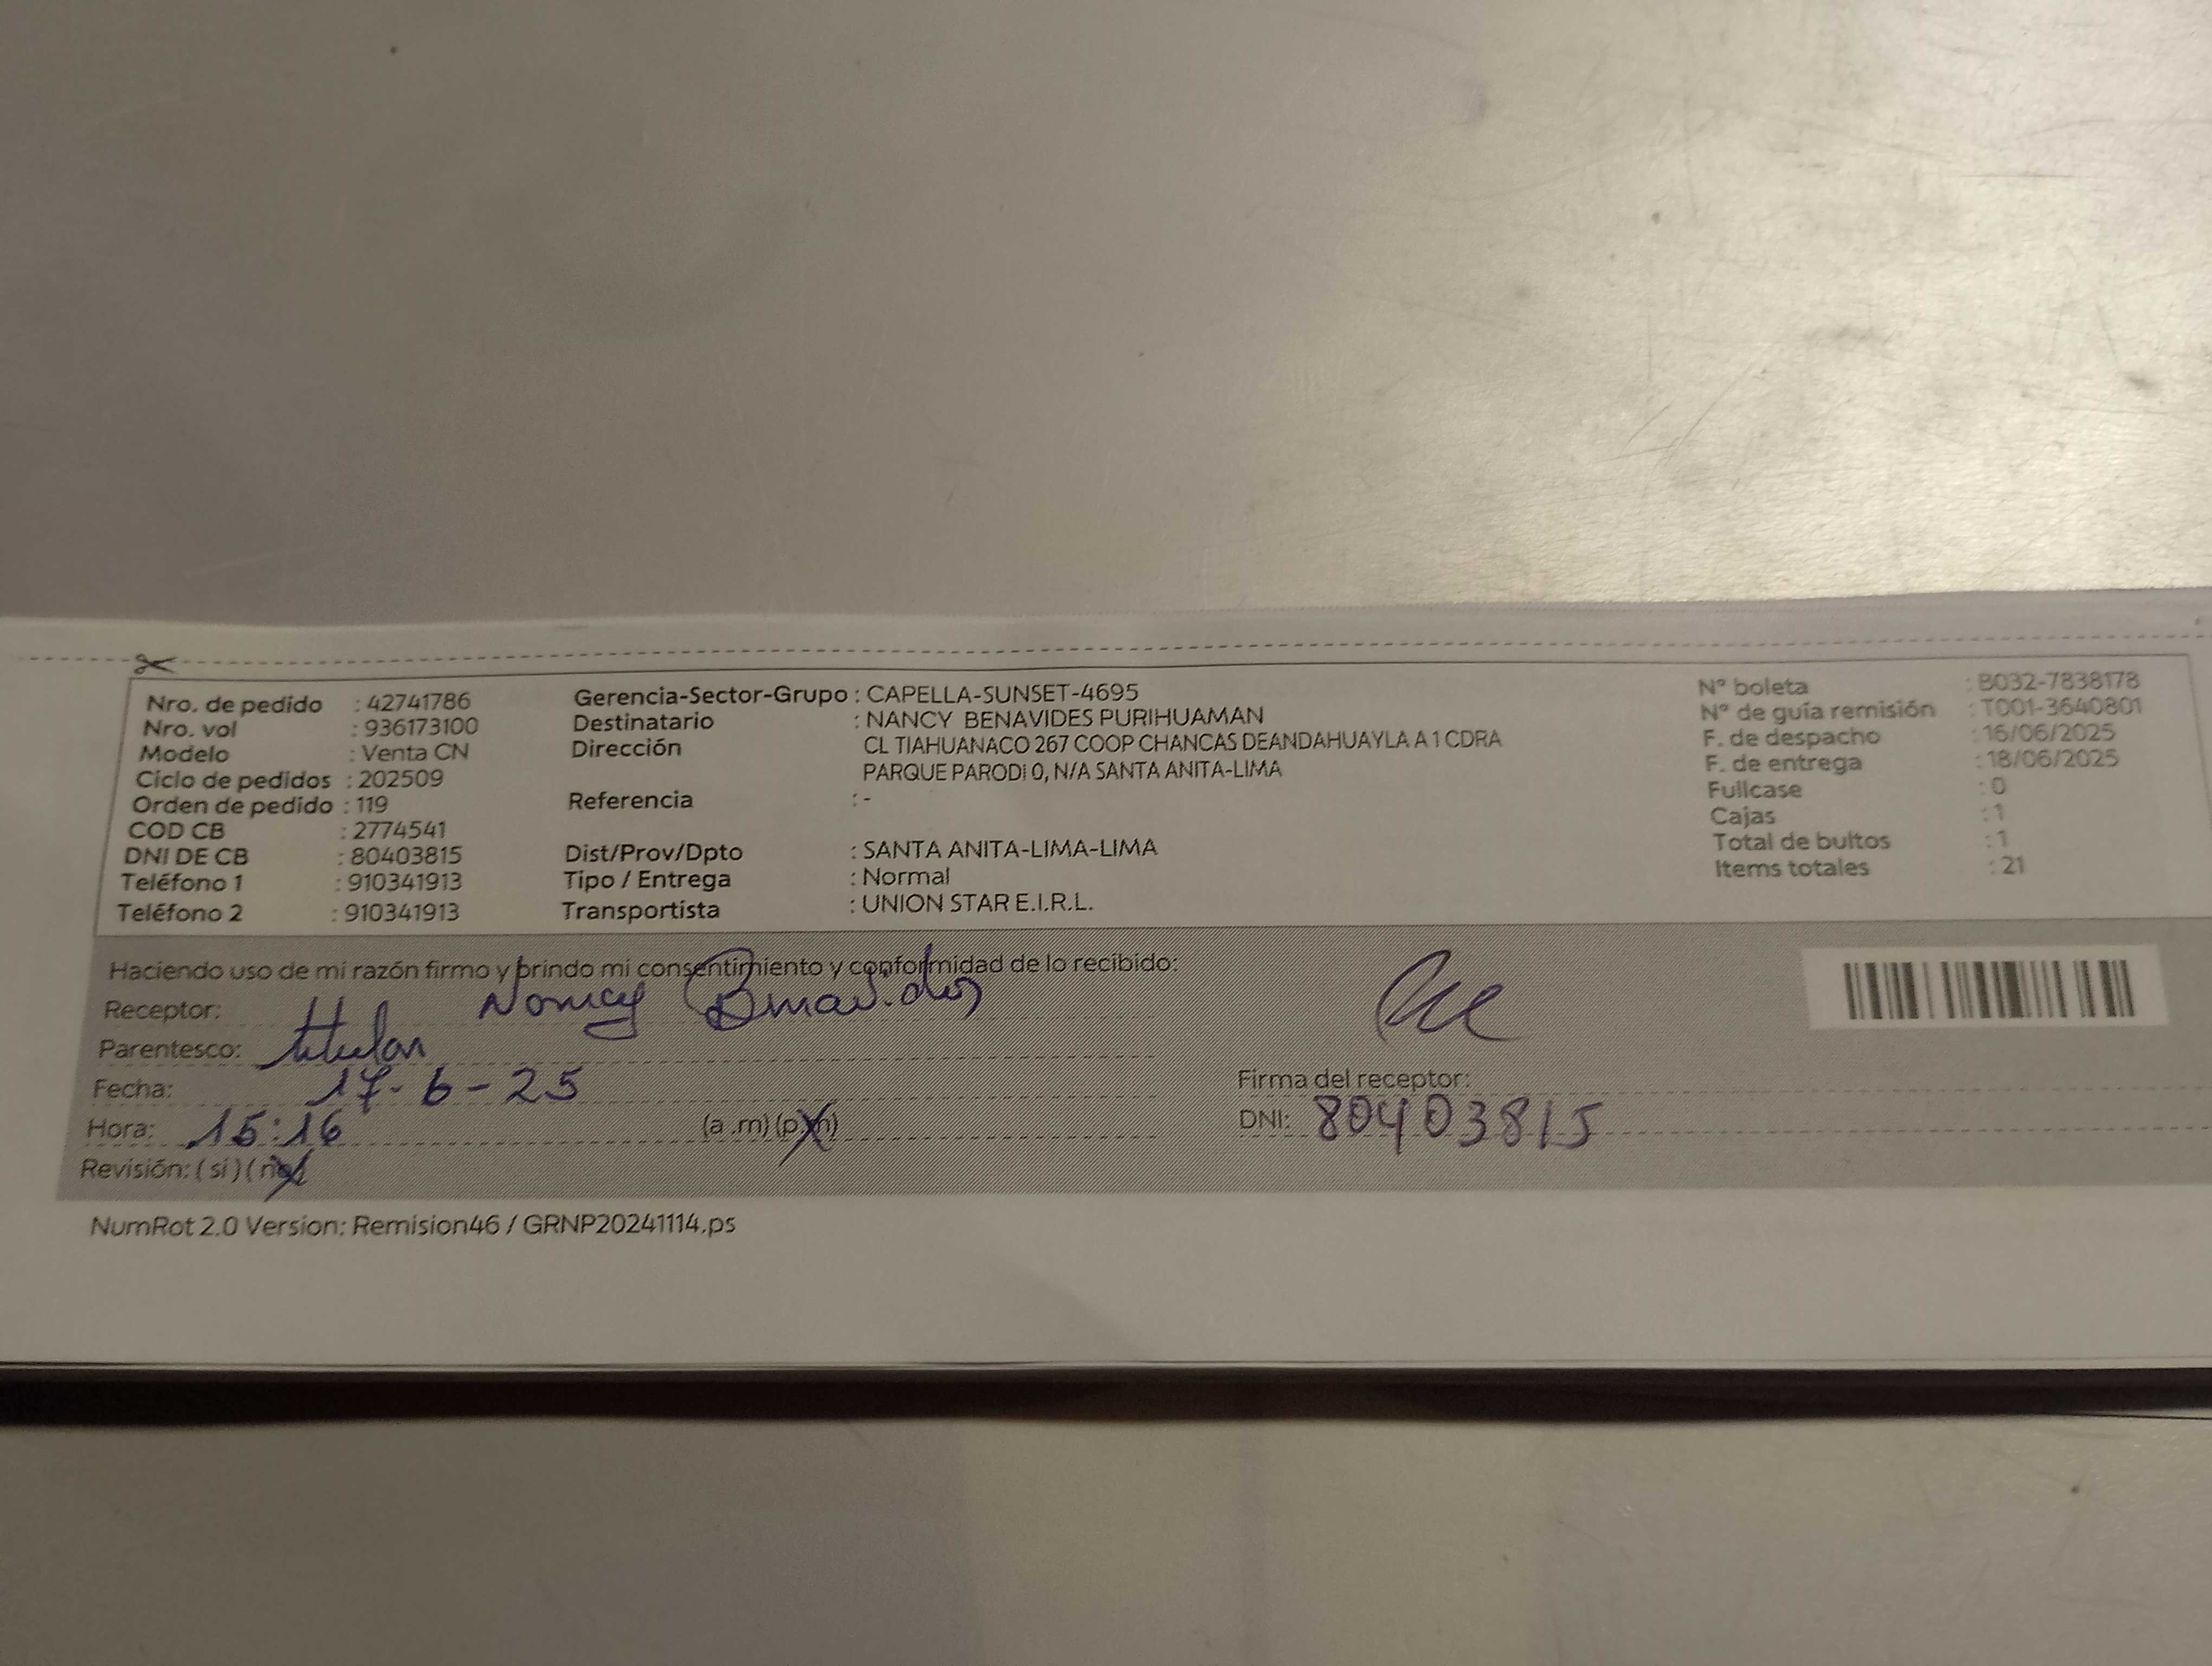 Nro. de pedido : 42741786
Nro. vol : 936173100
Modelo : Venta CN
Ciclo de pedidos : 202509
Orden de pedido : 119
COD CB : 2774541
DNI DE CB : 80403815
Teléfono 1 : 910341913
Teléfono 2 : 910341913
Gerencia-Sector-Grupo : CAPELLA-SUNSET-4695
Destinatario : NANCY BENAVIDES PURIHUAMAN
Dirección CL TIAHUANACO 267 COOP CHANCAS DEANDAHUAYLA A 1 CDRA
PARQUE PARODI 0, N/A SANTA ANITA-LIMA
Referencia : -
Dist/Prov/Dpto : SANTA ANITA-LIMA-LIMA
Tipo / Entrega : Normal
Transportista : UNION STAR E.I.R.L.
N° boleta : B032-7838178
N° de guía remisión : T001-3640801
F. de despacho : 16/06/2025
F. de entrega : 18/06/2025
Fullcase : 0
Cajas : 1
Total de bultos : 1
Items totales : 21
Haciendo uso de mi razón firmo y brindo mi consentimiento y conformidad de lo recibido:
Receptor: Nancy Benavides
Parentesco: titular
Fecha: 17-6-25
Hora: 15:16 (a .m) (p.m)
Revisión: ( si ) ( no )
Firma del receptor:
DNI: 80403815
NumRot 2.0 Version: Remision46 / GRNP20241114.ps